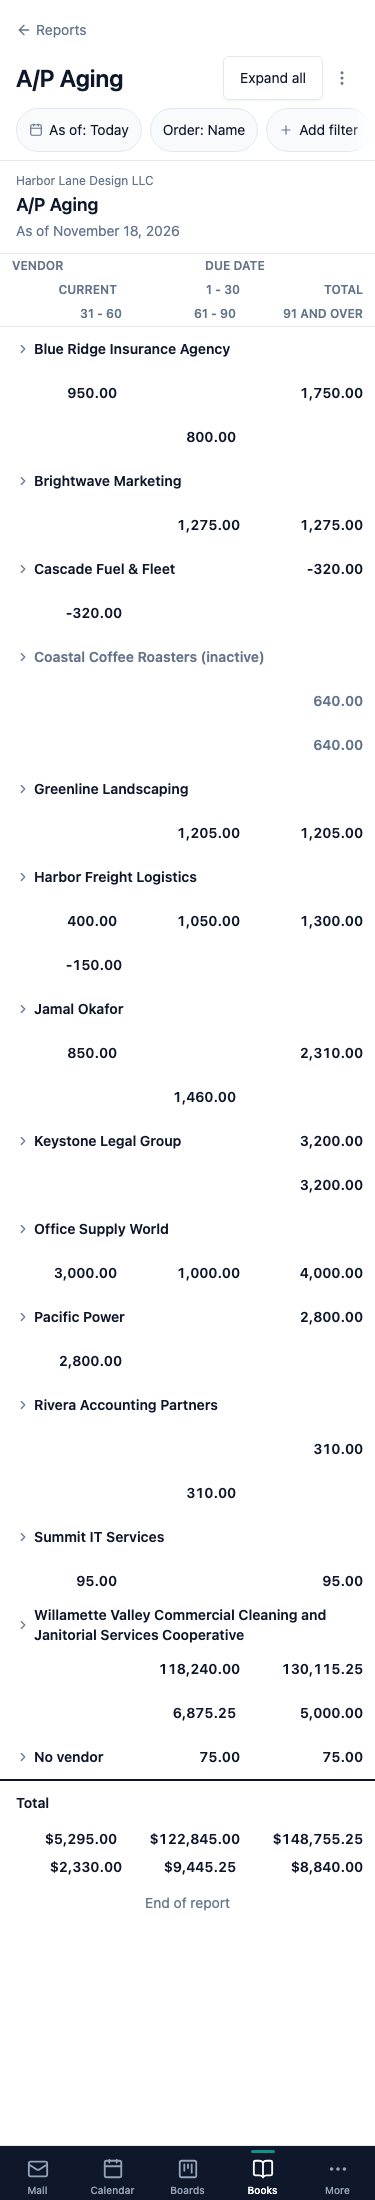 Reports
A/P Aging Expand all
As of: Today Order: Name Add filter
Harbor Lane Design LLC
A/P Aging
As of November 18, 2026
VENDOR DUE DATE
CURRENT 1 - 30 TOTAL
31 - 60 61 - 90 91 AND OVER
Blue Ridge Insurance Agency
950.00 1,750.00
800.00
Brightwave Marketing
1,275.00 1,275.00
Cascade Fuel & Fleet -320.00
-320.00
Coastal Coffee Roasters (inactive)
640.00
640.00
Greenline Landscaping
1,205.00 1,205.00
Harbor Freight Logistics
400.00 1,050.00 1,300.00
-150.00
Jamal Okafor
850.00 2,310.00
1,460.00
Keystone Legal Group 3,200.00
3,200.00
Office Supply World
3,000.00 1,000.00 4,000.00
Pacific Power 2,800.00
2,800.00
Rivera Accounting Partners
310.00
310.00
Summit IT Services
95.00 95.00
Willamette Valley Commercial Cleaning and
Janitorial Services Cooperative
118,240.00 130,115.25
6,875.25 5,000.00
No vendor 75.00 75.00
Total
$5,295.00 $122,845.00 $148,755.25
$2,330.00 $9,445.25 $8,840.00
End of report
Mail Calendar Boards Books More